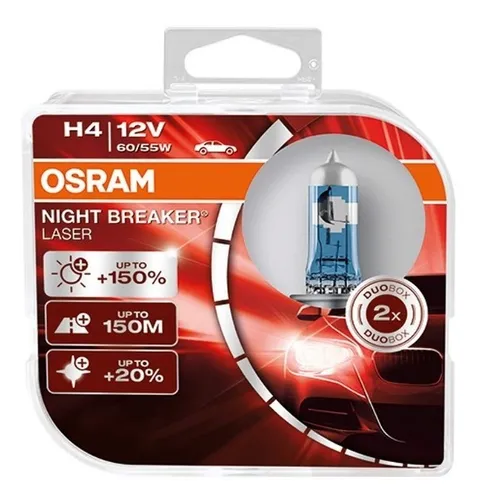 H4 | 12V
60/55W
OSRAM
NIGHT BREAKER®
LASER
UP TO
+150%
UP TO
150M
UP TO
+20%
DUOBOX
2x
DUOBOX